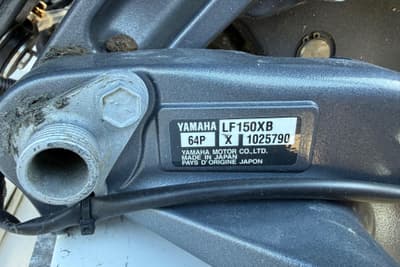 YAMAHA LF150XB
64P X 1025790
YAMAHA MOTOR CO.,LTD.
MADE IN JAPAN
PAYS D'ORIGINE JAPON